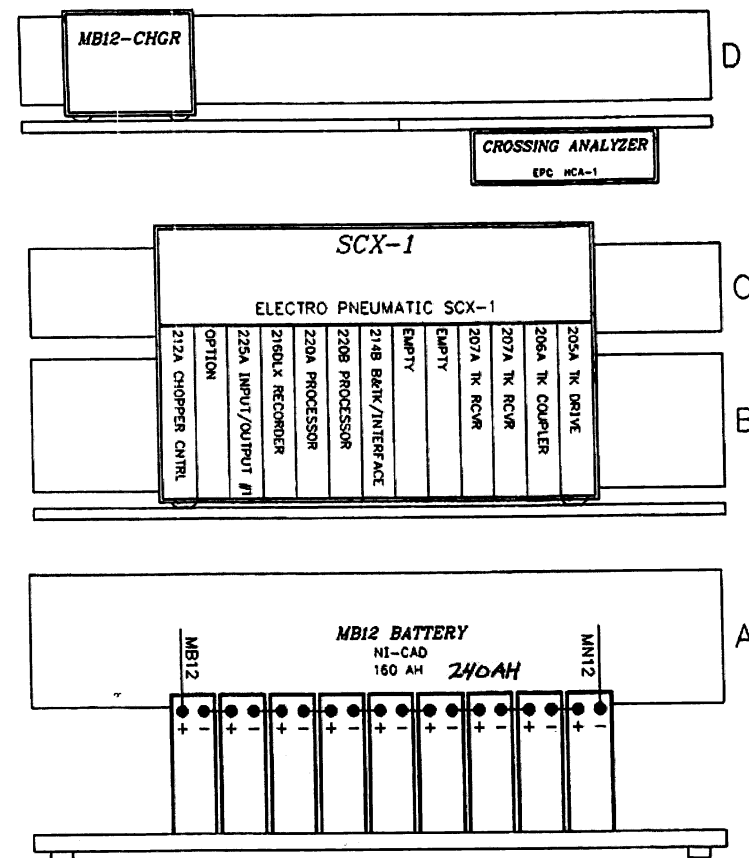 MB12-CHGR
D
CROSSING ANALYZER
EPC HCA-1
SCX-1
C
ELECTRO PNEUMATIC SCX-1
212A CHOPPER CNTRL
OPTION
225A INPUT/OUTPUT #1
216DLX RECORDER
220A PROCESSOR
220B PROCESSOR
214B B&TK/INTERFACE
EMPTY
EMPTY
207A TK RCVR
207A TK RCVR
206A TK COUPLER
205A TK DRIVE
B
A
MB12 BATTERY
NI-CAD
160 AH 240AH
MB12
MN12
+ - + - + - + - + - + - + - + - + -